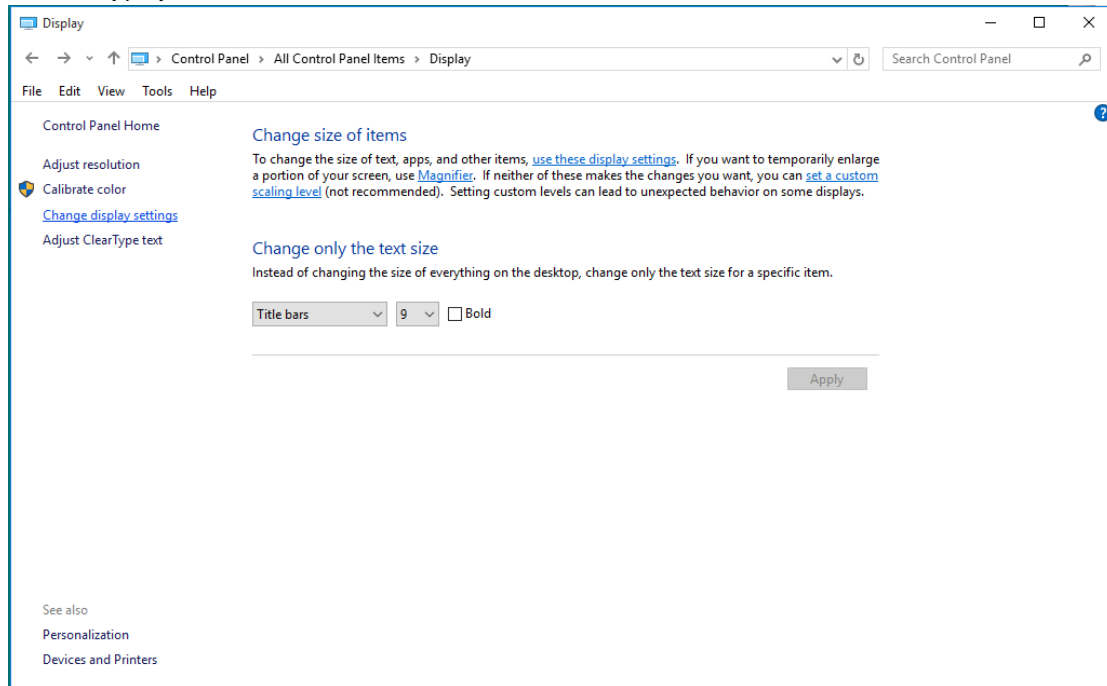 Display
Control Panel > All Control Panel Items > Display
Search Control Panel
File Edit View Tools Help
Control Panel Home
Adjust resolution
Calibrate color
Change display settings
Adjust ClearType text
Change size of items
To change the size of text, apps, and other items, use these display settings. If you want to temporarily enlarge
a portion of your screen, use Magnifier. If neither of these makes the changes you want, you can set a custom
scaling level (not recommended). Setting custom levels can lead to unexpected behavior on some displays.
Change only the text size
Instead of changing the size of everything on the desktop, change only the text size for a specific item.
Title bars 9 Bold
Apply
See also
Personalization
Devices and Printers